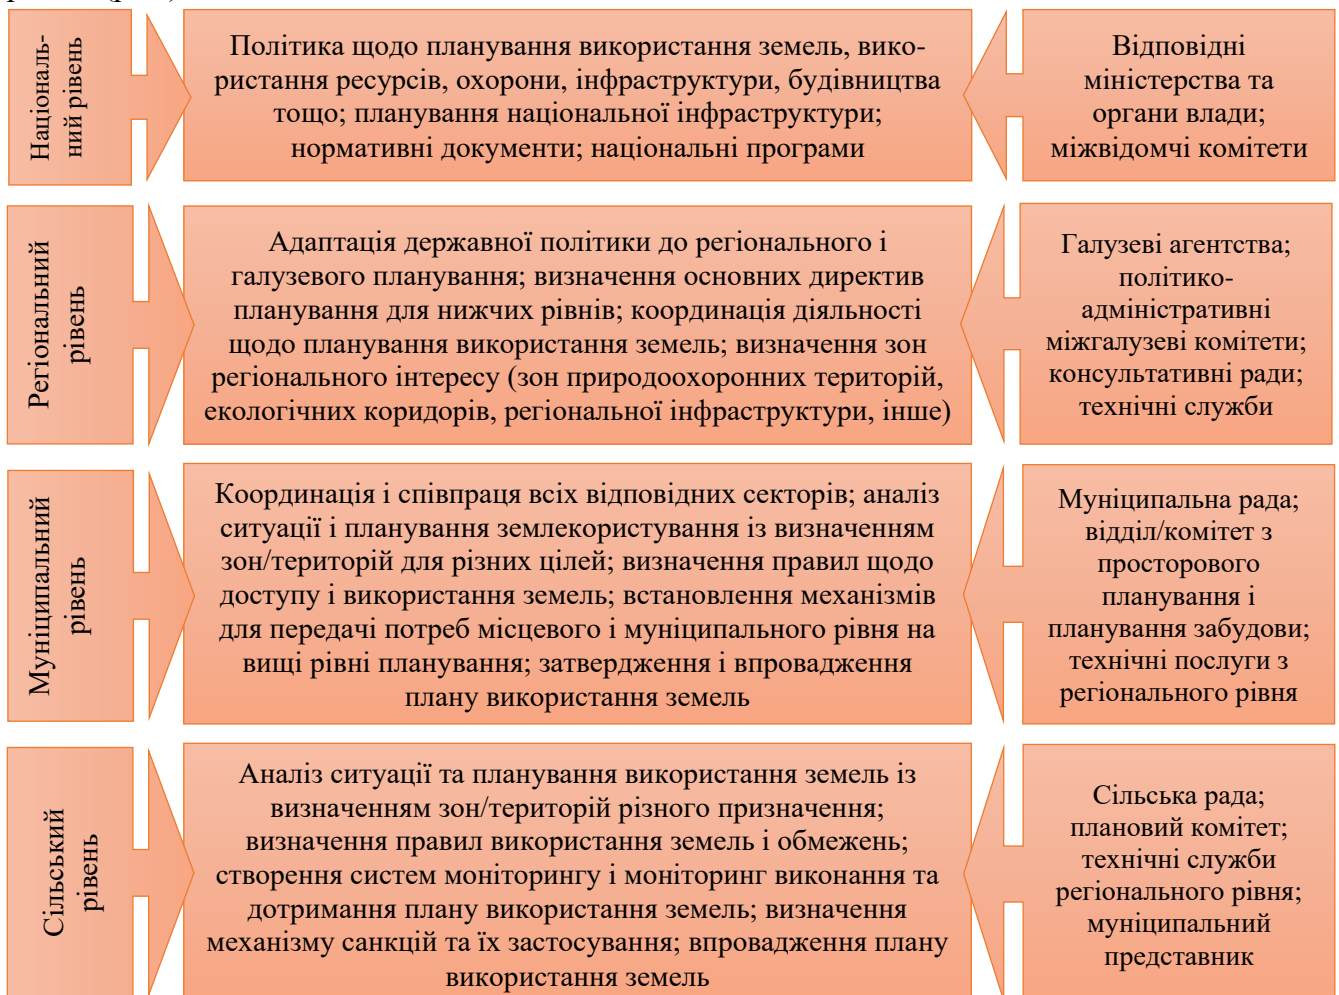 Національ-
ний рівень
Політика щодо планування використання земель, вико-
ристання ресурсів, охорони, інфраструктури, будівництва
тощо; планування національної інфраструктури;
нормативні документи; національні програми
Відповідні
міністерства та
органи влади;
міжвідомчі комітети
Регіональний
рівень
Адаптація державної політики до регіонального і
галузевого планування; визначення основних директив
планування для нижчих рівнів; координація діяльності
щодо планування використання земель; визначення зон
регіонального інтересу (зон природоохоронних територій,
екологічних коридорів, регіональної інфраструктури, інше)
Галузеві агентства;
політико-
адміністративні
міжгалузеві комітети;
консультативні ради;
технічні служби
Муніципальний
рівень
Координація і співпраця всіх відповідних секторів; аналіз
ситуації і планування землекористування із визначенням
зон/територій для різних цілей; визначення правил щодо
доступу і використання земель; встановлення механізмів
для передачі потреб місцевого і муніципального рівня на
вищі рівні планування; затвердження і впровадження
плану використання земель
Муніципальна рада;
відділ/комітет з
просторового
планування і
планування забудови;
технічні послуги з
регіонального рівня
Сільський
рівень
Аналіз ситуації та планування використання земель із
визначенням зон/територій різного призначення;
визначення правил використання земель і обмежень;
створення систем моніторингу і моніторинг виконання та
дотримання плану використання земель; визначення
механізму санкцій та їх застосування; впровадження плану
використання земель
Сільська рада;
плановий комітет;
технічні служби
регіонального рівня;
муніципальний
представник